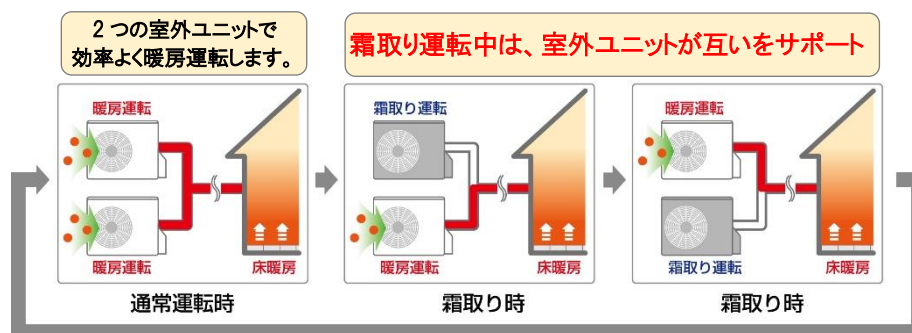 2つの室外ユニットで
効率よく暖房運転します。
霜取り運転中は、室外ユニットが互いをサポート
暖房運転
暖房運転
床暖房
通常運転時
霜取り運転
暖房運転
床暖房
霜取り時
暖房運転
霜取り運転
床暖房
霜取り時